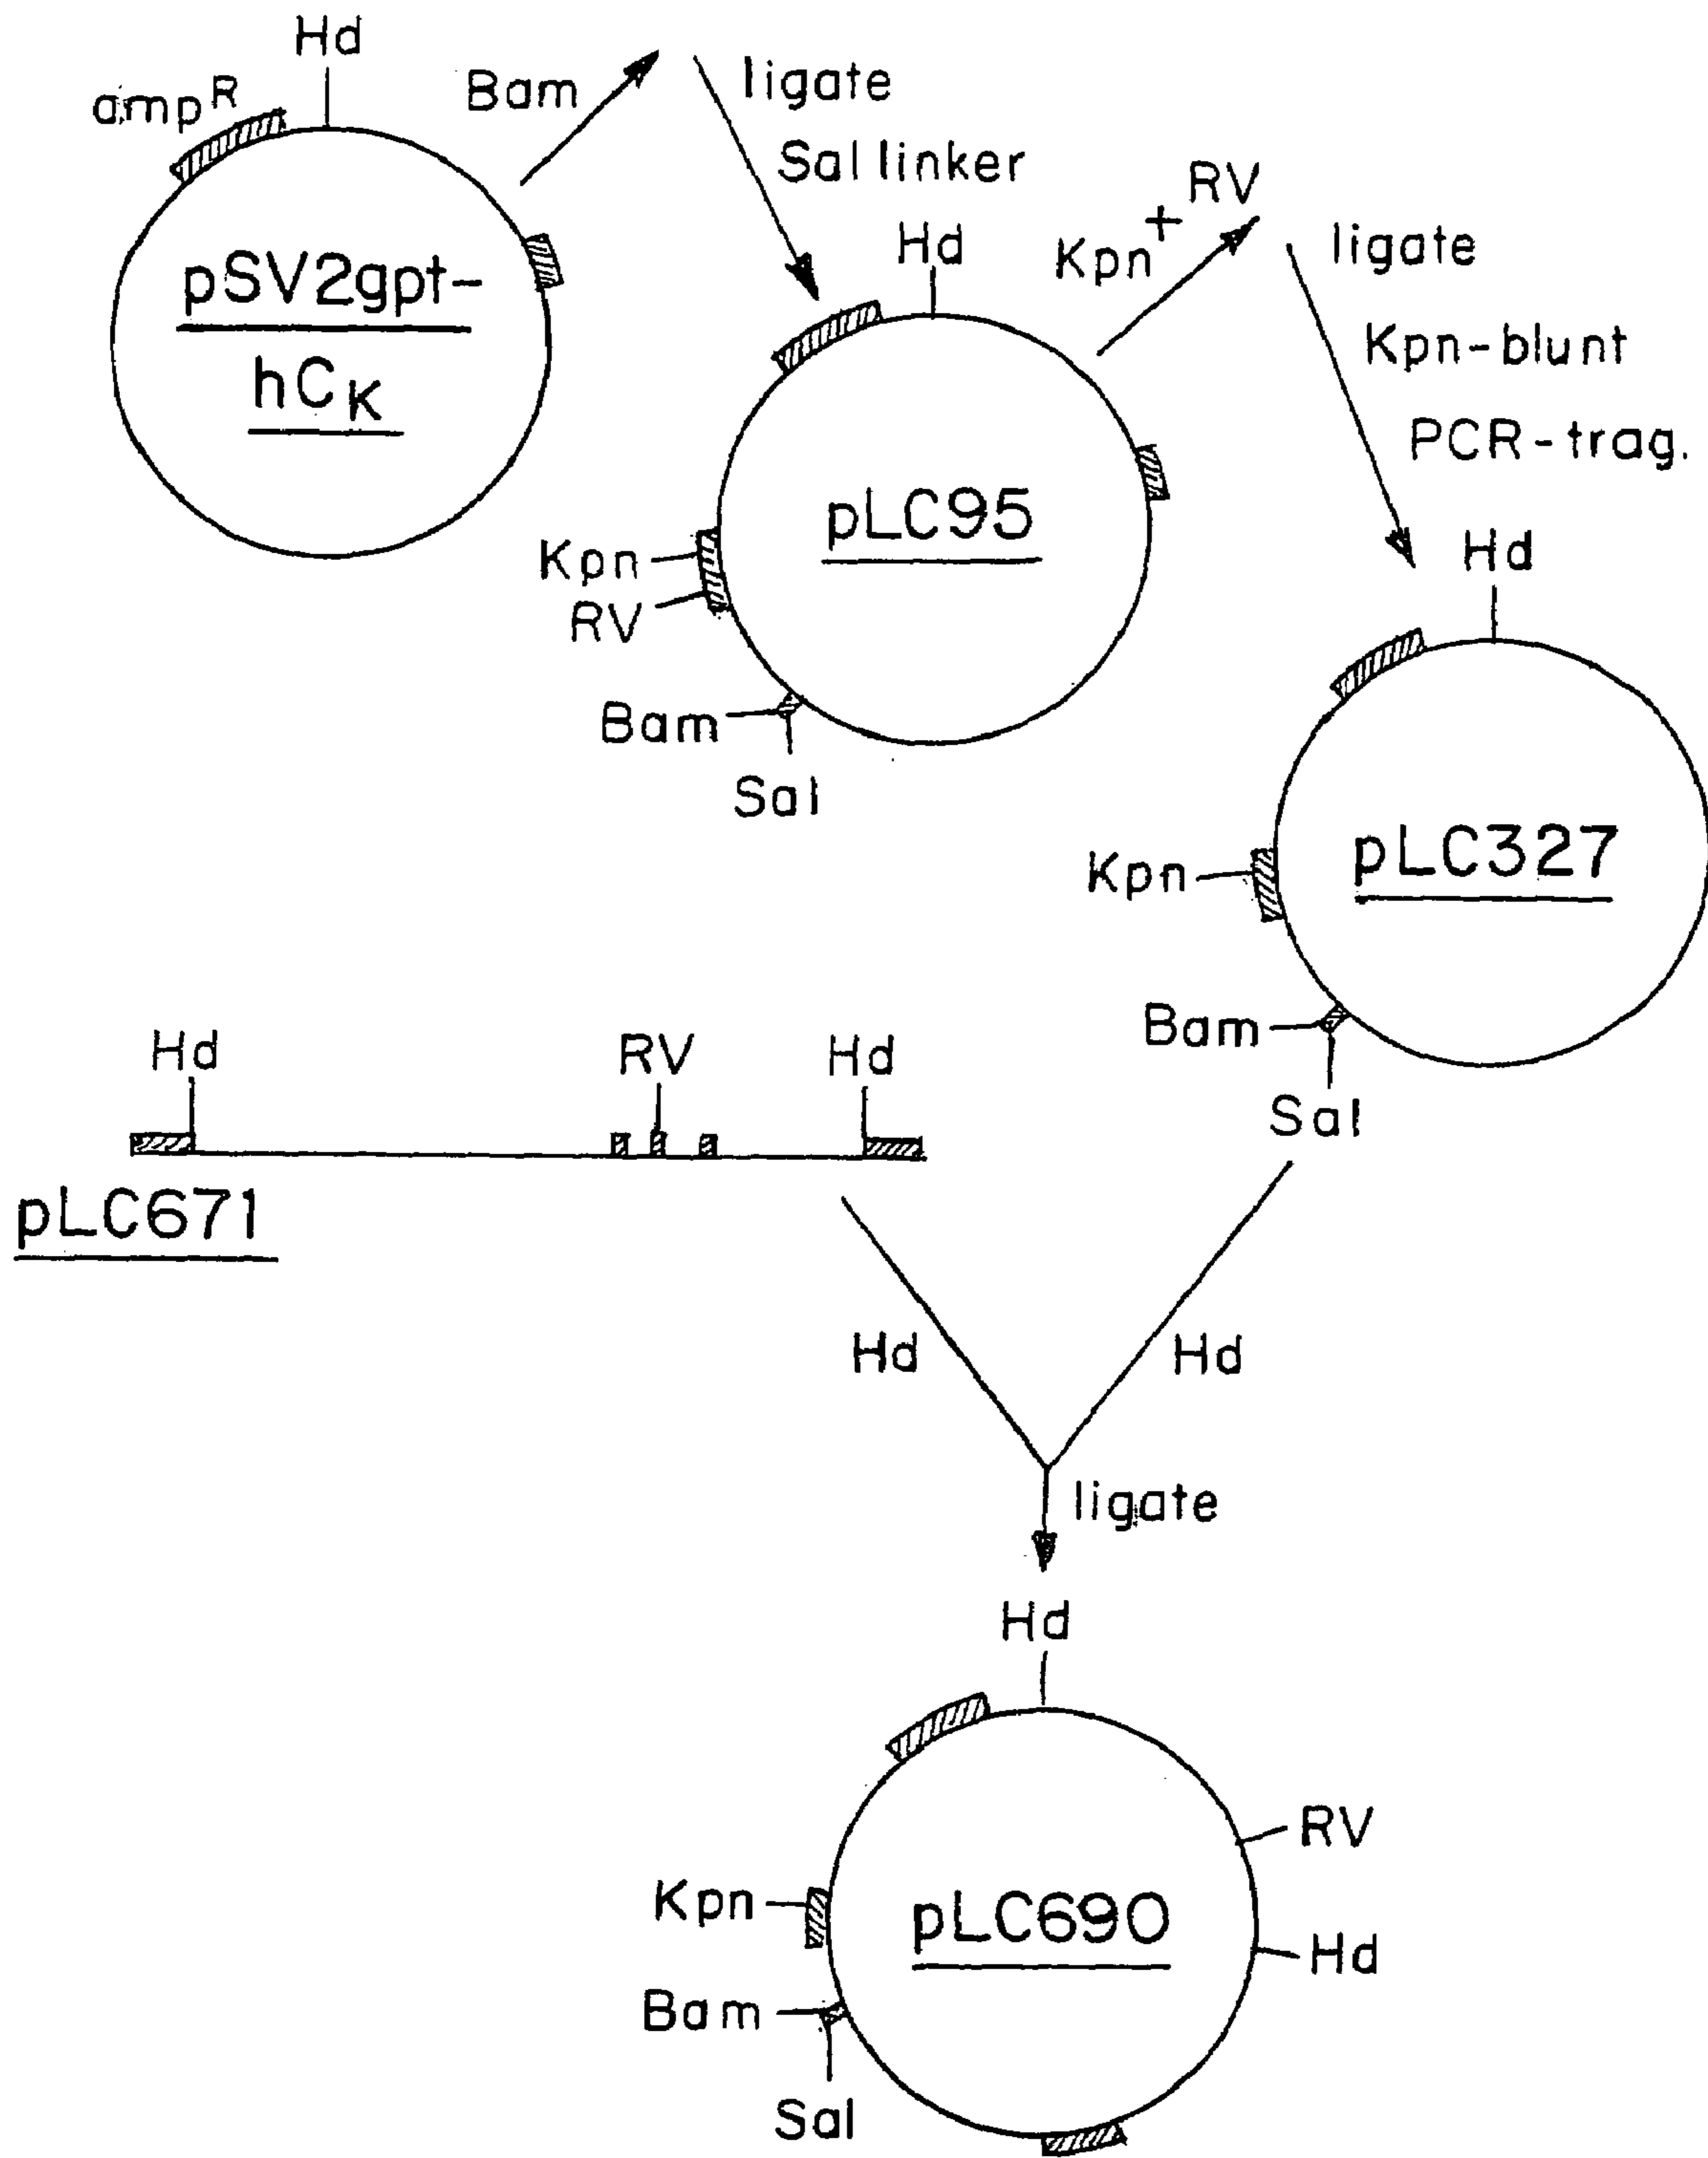 Hd
ampR
Bam
ligate
Sal linker
pSV2gpt-
hCK
Hd
Kpn + RV
ligate
Kpn-blunt
PCR-trag.
pLC95
Kpn
RV
Bam
Sal
Hd
pLC327
Kpn
Bam
Sal
Hd
RV
Hd
pLC671
Hd
Hd
ligate
Hd
RV
Kpn
pLC690
Hd
Bam
Sal